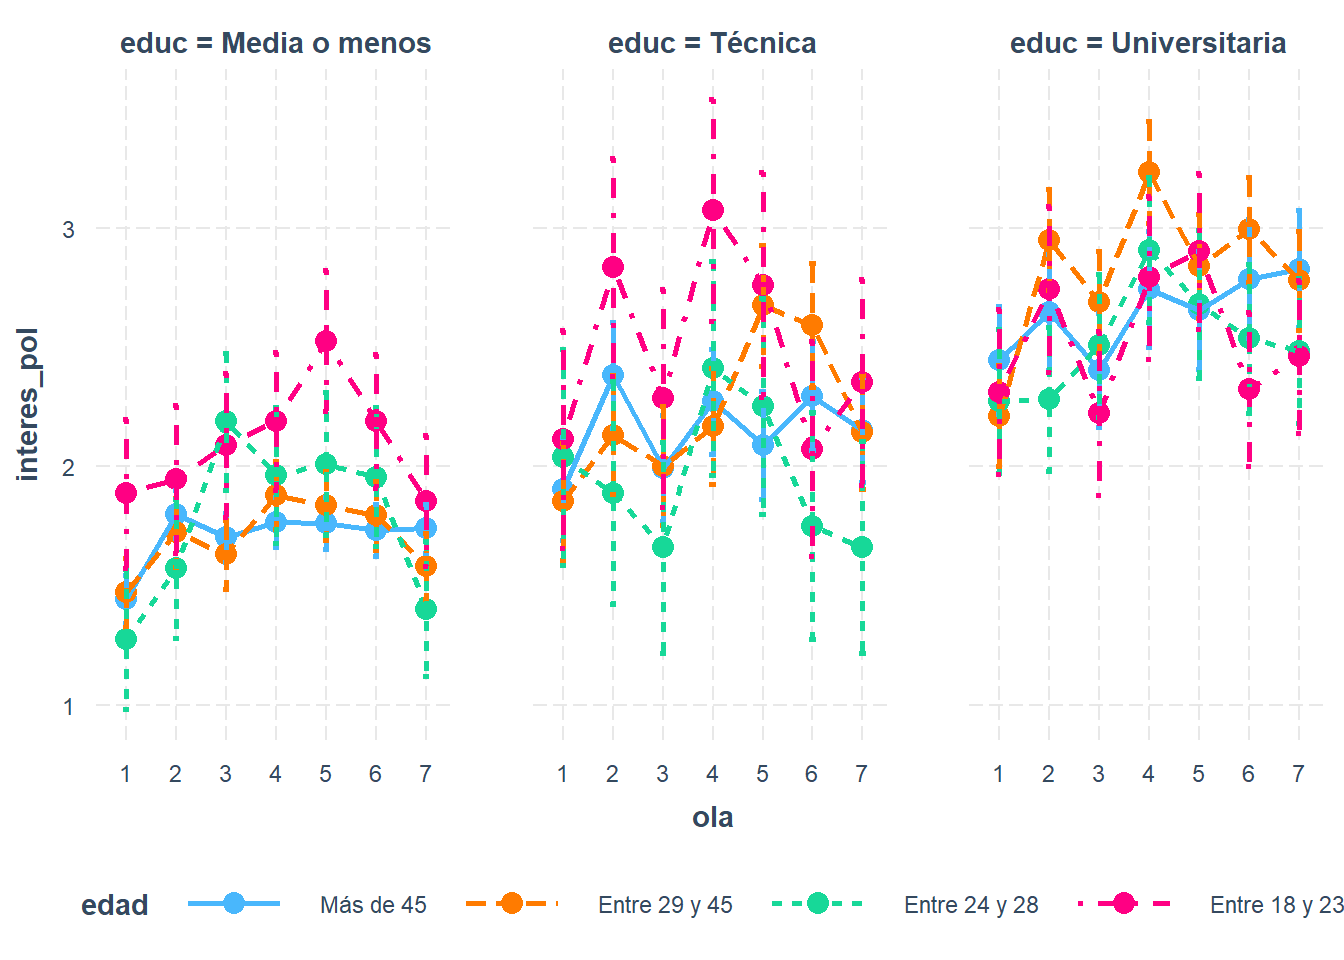 educ = Media o menos educ = Técnica educ = Universitaria
3
2
1
interes_pol
1 2 3 4 5 6 7 1 2 3 4 5 6 7 1 2 3 4 5 6 7
ola
edad Más de 45 Entre 29 y 45 Entre 24 y 28 Entre 18 y 23